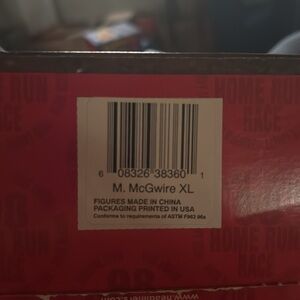 HOME RUN
RACE
6 08326 38360 1
M. McGwire XL
FIGURES MADE IN CHINA
PACKAGING PRINTED IN USA
Conforms to requirements of ASTM F963 96a